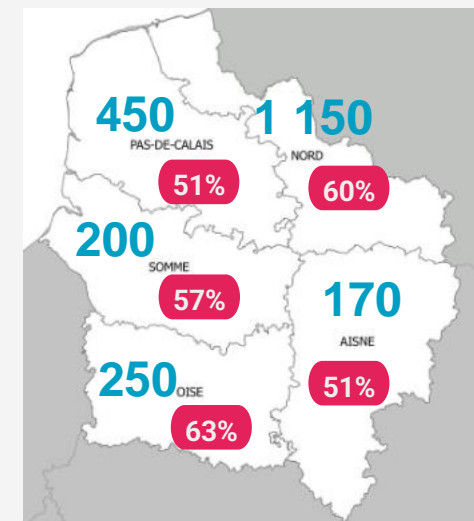 450
PAS-DE-CALAIS
51%
1 150
NORD
60%
200
SOMME
57%
170
AISNE
51%
250
OISE
63%